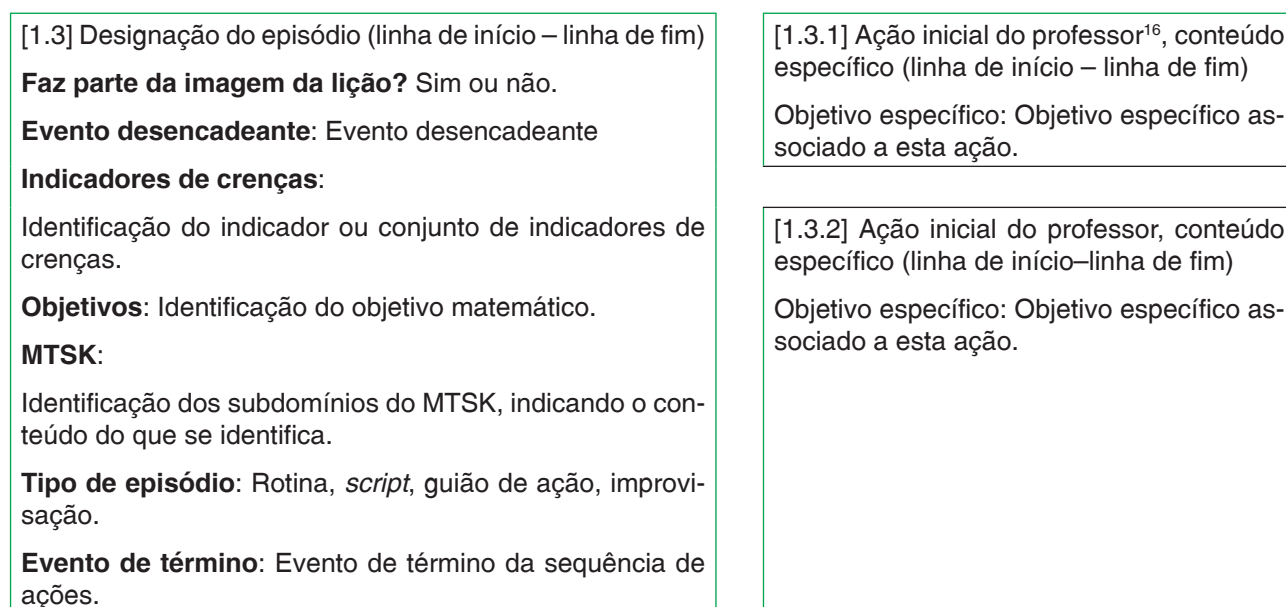 [1.3] Designação do episódio (linha de início – linha de fim)
Faz parte da imagem da lição? Sim ou não.
Evento desencadeante: Evento desencadeante
Indicadores de crenças:
Identificação do indicador ou conjunto de indicadores de
crenças.
Objetivos: Identificação do objetivo matemático.
MTSK:
Identificação dos subdomínios do MTSK, indicando o con-
teúdo do que se identifica.
Tipo de episódio: Rotina, script, guião de ação, improvi-
sação.
Evento de término: Evento de término da sequência de
ações.
[1.3.1] Ação inicial do professor¹⁶, conteúdo
específico (linha de início – linha de fim)
Objetivo específico: Objetivo específico as-
sociado a esta ação.
[1.3.2] Ação inicial do professor, conteúdo
específico (linha de início–linha de fim)
Objetivo específico: Objetivo específico as-
sociado a esta ação.